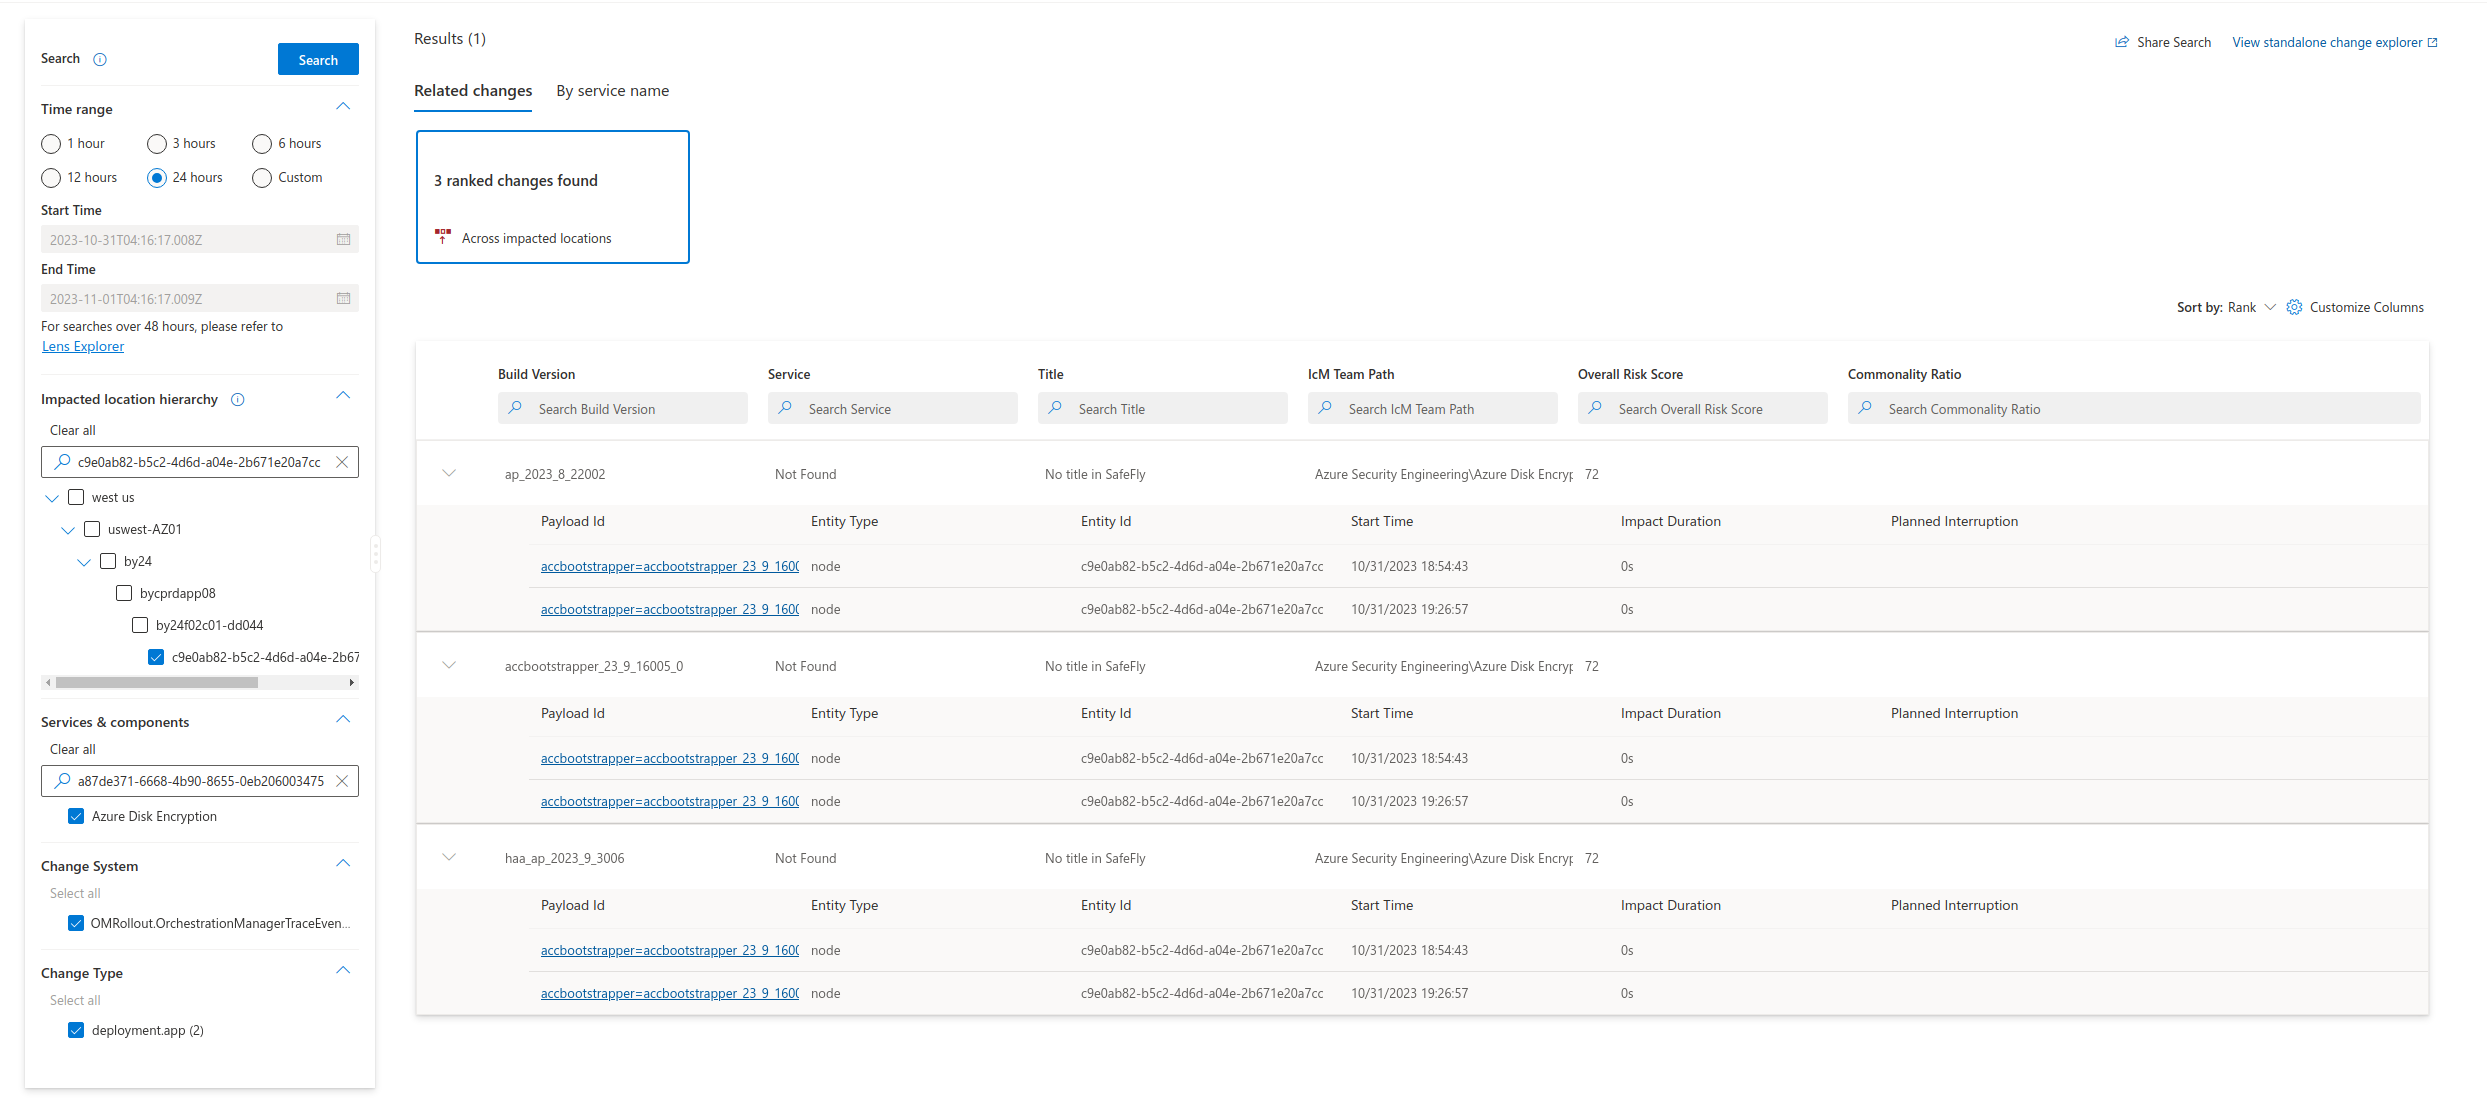 Search
Search
Time range
1 hour
3 hours
6 hours
12 hours
24 hours
Custom
Start Time
2023-10-31T04:16:17.008Z
End Time
2023-11-01T04:16:17.009Z
For searches over 48 hours, please refer to
Lens Explorer
Impacted location hierarchy
Clear all
c9e0ab82-b5c2-4d6d-a04e-2b671e20a7cc
west us
uswest-AZ01
by24
bycprdapp08
by24f02c01-dd044
c9e0ab82-b5c2-4d6d-a04e-2b67
Services & components
Clear all
a87de371-6668-4b90-8655-0eb206003475
Azure Disk Encryption
Change System
Select all
OMRollout.OrchestrationManagerTraceEven...
Change Type
Select all
deployment.app (2)
Results (1)
Share Search
View standalone change explorer
Related changes
By service name
3 ranked changes found
Across impacted locations
Sort by: Rank
Customize Columns
Build Version Service Title IcM Team Path Overall Risk Score Commonality Ratio
Search Build Version Search Service Search Title Search IcM Team Path Search Overall Risk Score Search Commonality Ratio
ap_2023_8_22002 Not Found No title in SafeFly Azure Security Engineering\Azure Disk Encryp 72
Payload Id Entity Type Entity Id Start Time Impact Duration Planned Interruption
accbootstrapper=accbootstrapper_23_9_1600 node c9e0ab82-b5c2-4d6d-a04e-2b671e20a7cc 10/31/2023 18:54:43 0s
accbootstrapper=accbootstrapper_23_9_1600 node c9e0ab82-b5c2-4d6d-a04e-2b671e20a7cc 10/31/2023 19:26:57 0s
accbootstrapper_23_9_16005_0 Not Found No title in SafeFly Azure Security Engineering\Azure Disk Encryp 72
Payload Id Entity Type Entity Id Start Time Impact Duration Planned Interruption
accbootstrapper=accbootstrapper_23_9_1600 node c9e0ab82-b5c2-4d6d-a04e-2b671e20a7cc 10/31/2023 18:54:43 0s
accbootstrapper=accbootstrapper_23_9_1600 node c9e0ab82-b5c2-4d6d-a04e-2b671e20a7cc 10/31/2023 19:26:57 0s
haa_ap_2023_9_3006 Not Found No title in SafeFly Azure Security Engineering\Azure Disk Encryp 72
Payload Id Entity Type Entity Id Start Time Impact Duration Planned Interruption
accbootstrapper=accbootstrapper_23_9_1600 node c9e0ab82-b5c2-4d6d-a04e-2b671e20a7cc 10/31/2023 18:54:43 0s
accbootstrapper=accbootstrapper_23_9_1600 node c9e0ab82-b5c2-4d6d-a04e-2b671e20a7cc 10/31/2023 19:26:57 0s